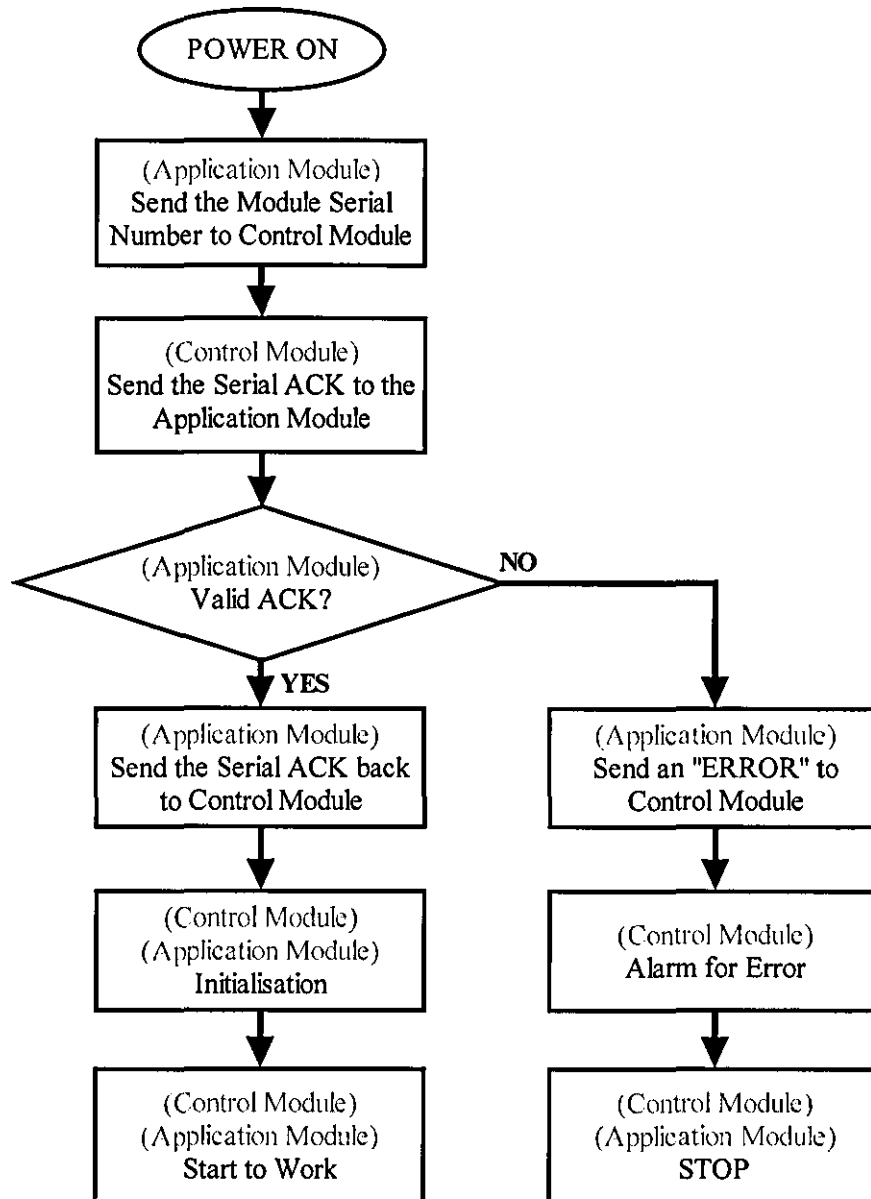 POWER ON
(Application Module)
Send the Module Serial
Number to Control Module
(Control Module)
Send the Serial ACK to the
Application Module
(Application Module)
Valid ACK?
NO
YES
(Application Module)
Send the Serial ACK back
to Control Module
(Application Module)
Send an "ERROR" to
Control Module
(Control Module)
(Application Module)
Initialisation
(Control Module)
Alarm for Error
(Control Module)
(Application Module)
Start to Work
(Control Module)
(Application Module)
STOP